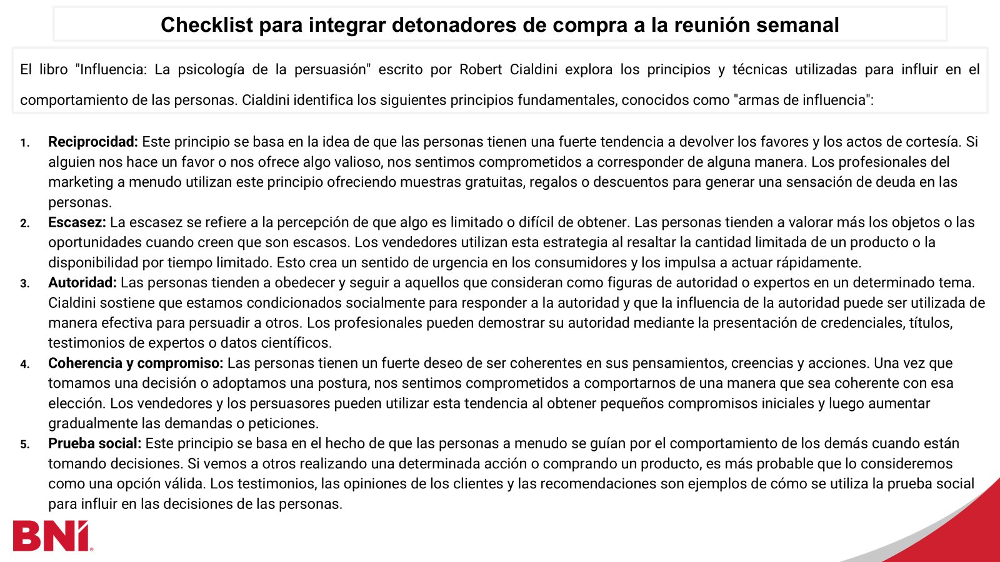 Checklist para integrar detonadores de compra a la reunión semanal
El libro "Influencia: La psicología de la persuasión" escrito por Robert Cialdini explora los principios y técnicas utilizadas para influir en el
comportamiento de las personas. Cialdini identifica los siguientes principios fundamentales, conocidos como "armas de influencia":
1. Reciprocidad: Este principio se basa en la idea de que las personas tienen una fuerte tendencia a devolver los favores y los actos de cortesía. Si
alguien nos hace un favor o nos ofrece algo valioso, nos sentimos comprometidos a corresponder de alguna manera. Los profesionales del
marketing a menudo utilizan este principio ofreciendo muestras gratuitas, regalos o descuentos para generar una sensación de deuda en las
personas.
2. Escasez: La escasez se refiere a la percepción de que algo es limitado o difícil de obtener. Las personas tienden a valorar más los objetos o las
oportunidades cuando creen que son escasos. Los vendedores utilizan esta estrategia al resaltar la cantidad limitada de un producto o la
disponibilidad por tiempo limitado. Esto crea un sentido de urgencia en los consumidores y los impulsa a actuar rápidamente.
3. Autoridad: Las personas tienden a obedecer y seguir a aquellos que consideran como figuras de autoridad o expertos en un determinado tema.
Cialdini sostiene que estamos condicionados socialmente para responder a la autoridad y que la influencia de la autoridad puede ser utilizada de
manera efectiva para persuadir a otros. Los profesionales pueden demostrar su autoridad mediante la presentación de credenciales, títulos,
testimonios de expertos o datos científicos.
4. Coherencia y compromiso: Las personas tienen un fuerte deseo de ser coherentes en sus pensamientos, creencias y acciones. Una vez que
tomamos una decisión o adoptamos una postura, nos sentimos comprometidos a comportarnos de una manera que sea coherente con esa
elección. Los vendedores y los persuasores pueden utilizar esta tendencia al obtener pequeños compromisos iniciales y luego aumentar
gradualmente las demandas o peticiones.
5. Prueba social: Este principio se basa en el hecho de que las personas a menudo se guían por el comportamiento de los demás cuando están
tomando decisiones. Si vemos a otros realizando una determinada acción o comprando un producto, es más probable que lo consideremos
como una opción válida. Los testimonios, las opiniones de los clientes y las recomendaciones son ejemplos de cómo se utiliza la prueba social
para influir en las decisiones de las personas.
BNI®